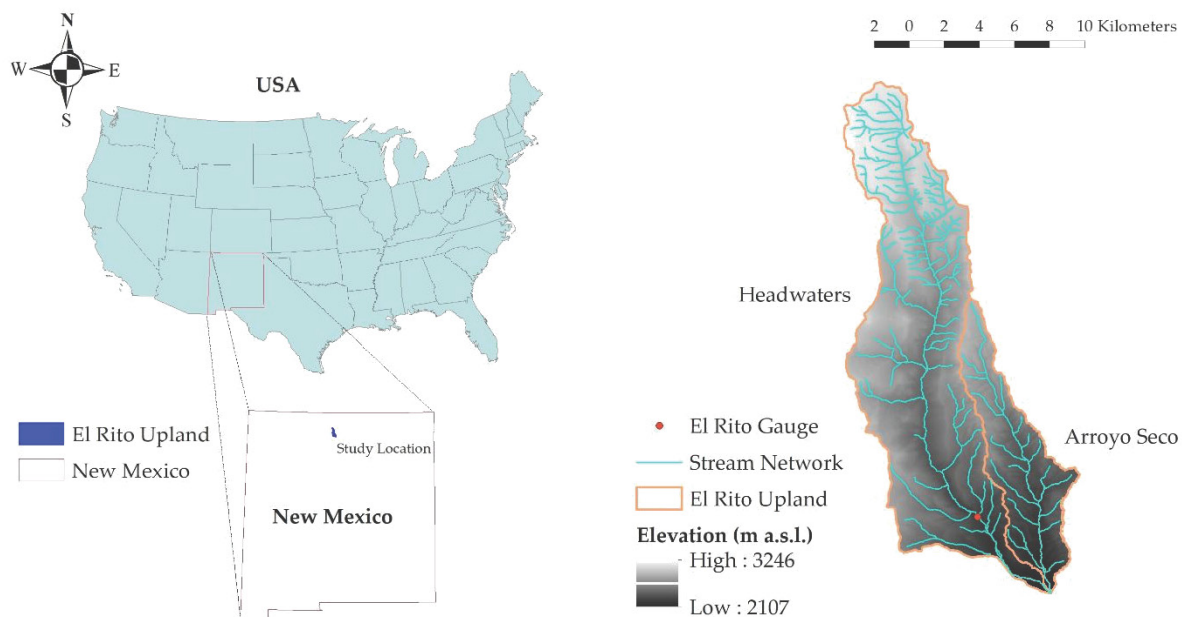 N
W E
S
USA
El Rito Upland
New Mexico
Study Location
New Mexico
2 0 2 4 6 8 10 Kilometers
Headwaters
Arroyo Seco
El Rito Gauge
Stream Network
El Rito Upland
Elevation (m a.s.l.)
High : 3246
Low : 2107